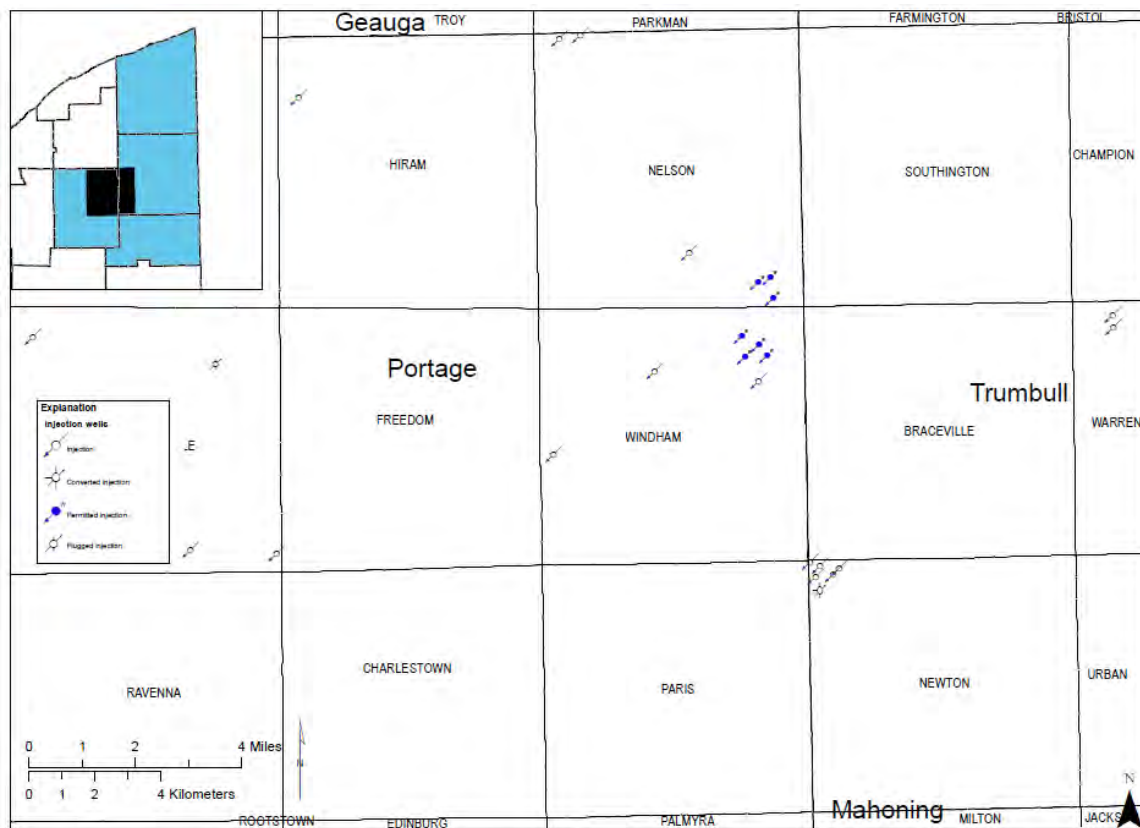 Geauga
TROY
PARKMAN
FARMINGTON
BRISTOL
HIRAM
NELSON
SOUTHINGTON
CHAMPION
Portage
Trumbull
FREEDOM
WINDHAM
BRACEVILLE
WARREN
Explanation
Injection wells
Injection
Converted injection
Permitted injection
Plugged injection
LE
RAVENNA
CHARLESTOWN
PARIS
NEWTON
URBAN
0 1 2 4 Miles
0 1 2 4 Kilometers
N
N
Mahoning
ROOTSTOWN
EDINBURG
PALMYRA
MILTON
JACKS